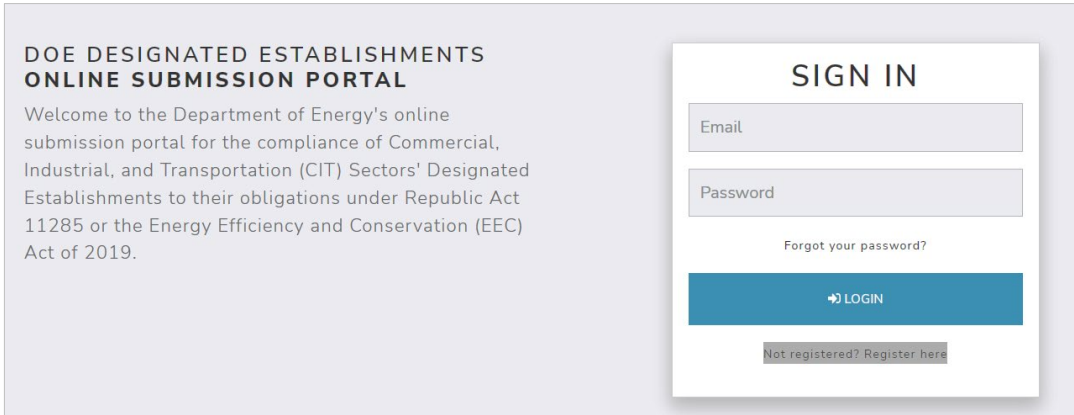 DOE DESIGNATED ESTABLISHMENTS
ONLINE SUBMISSION PORTAL
Welcome to the Department of Energy's online
submission portal for the compliance of Commercial,
Industrial, and Transportation (CIT) Sectors' Designated
Establishments to their obligations under Republic Act
11285 or the Energy Efficiency and Conservation (EEC)
Act of 2019.
SIGN IN
Email
Password
Forgot your password?
LOGIN
Not registered? Register here